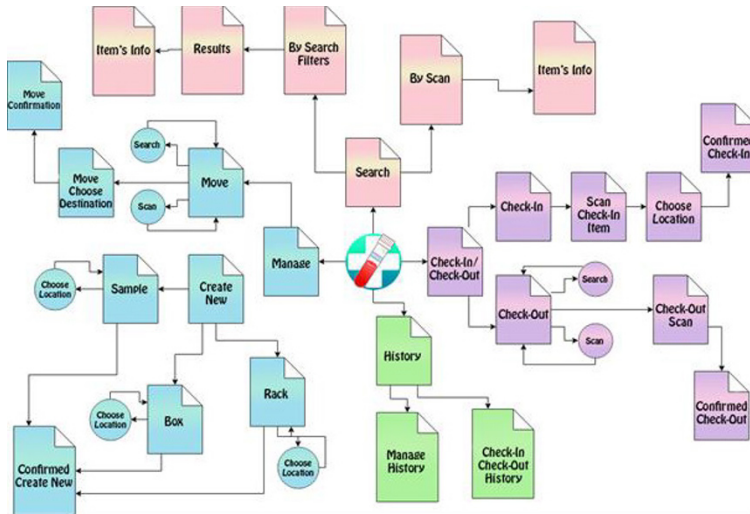 Item's Info
Results
By Search
Filters
By Scan
Item's Info
Move
Confirmation
Search
Move
Choose
Destination
Scan
Move
Search
Confirmed
Check-In
Check-In
Scan
Check-In
Item
Choose
Location
Manage
Check-In/
Check-Out
Choose
Location
Sample
Create
New
Check-Out
Search
Scan
Check-Out
Scan
History
Confirmed
Check-Out
Choose
Location
Box
Rack
Choose
Location
Confirmed
Create New
Manage
History
Check-In
Check-Out
History